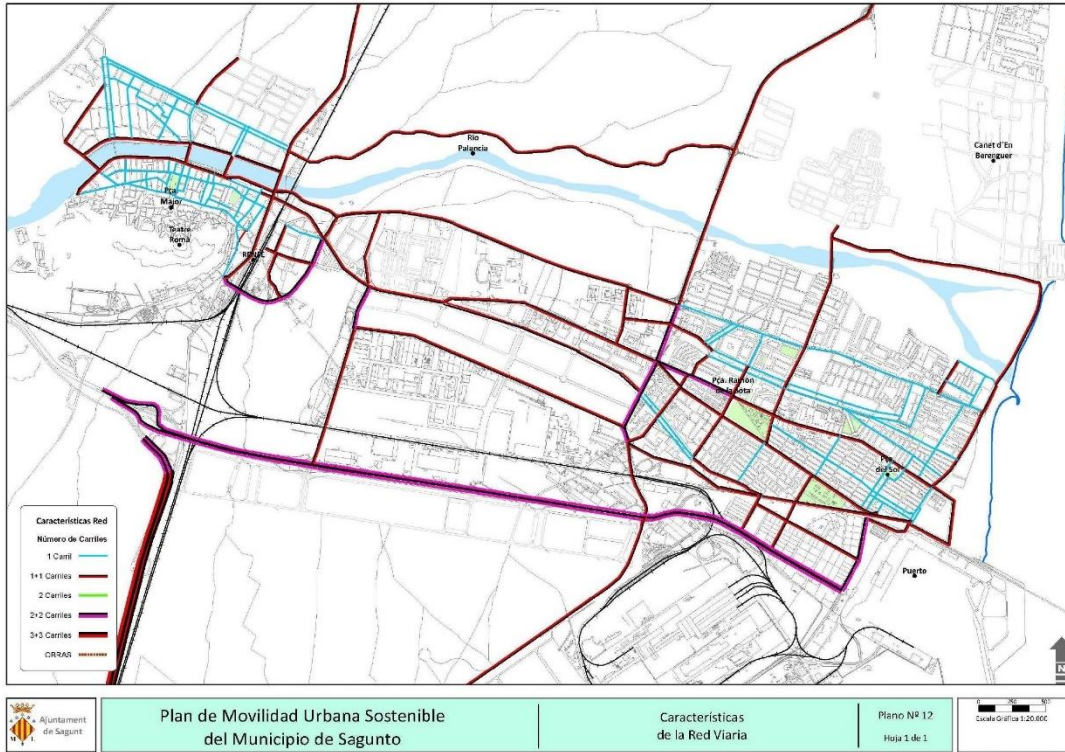 Río
Palancia
Canet d'En
Berenguer
Pça.
Major
Teatre
Romà
RENFE
Pça. Ramón
de la Sota
del Sol
Puerto
Características Red
Número de Carriles
1 Carril
1+1 Carriles
2 Carriles
2+2 Carriles
3+3 Carriles
OBRAS
N
Ajuntament
de Sagunt
Plan de Movilidad Urbana Sostenible
del Municipio de Sagunto
Características
de la Red Viaria
Plano Nº 12
Hoja 1 de 1
0 250 500
Escala Gráfica 1:20.000